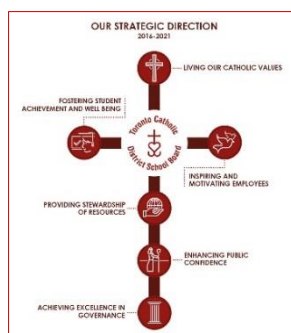 OUR STRATEGIC DIRECTION
2016-2021
LIVING OUR CATHOLIC VALUES
FOSTERING STUDENT
ACHIEVEMENT AND WELL BEING
Toronto Catholic
District School Board
INSPIRING AND
MOTIVATING EMPLOYEES
PROVIDING STEWARDSHIP
OF RESOURCES
ENHANCING PUBLIC
CONFIDENCE
ACHIEVING EXCELLENCE IN
GOVERNANCE